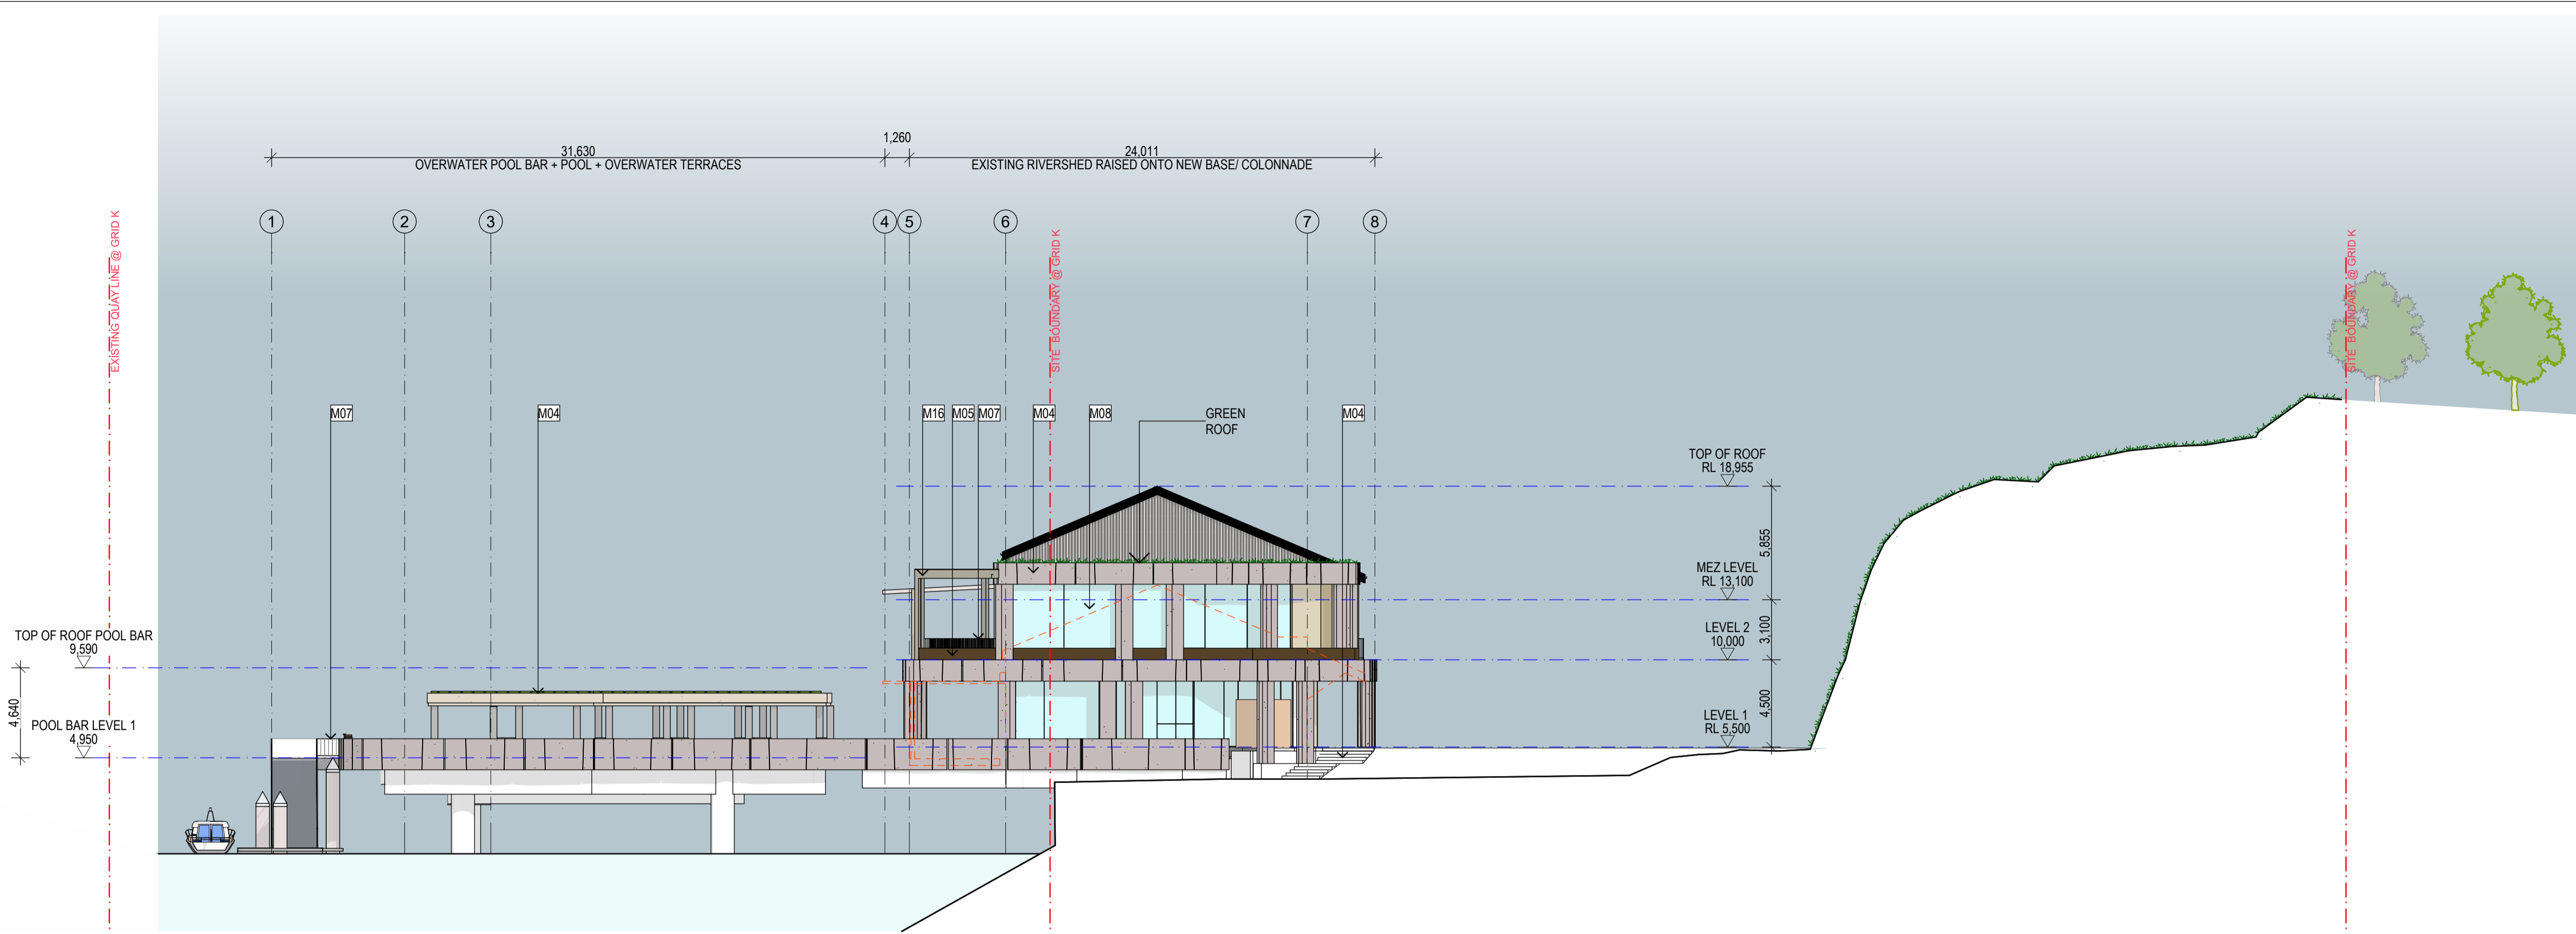 1,260
31,630
24,011
OVERWATER POOL BAR + POOL + OVERWATER TERRACES
EXISTING RIVERSHED RAISED ONTO NEW BASE/ COLONNADE
1
2
3
4
5
6
7
8
EXISTING QUAY LINE @ GRID K
SITE BOUNDARY @ GRID K
SITE BOUNDARY @ GRID K
M07
M04
M16
M05
M07
M04
M08
GREEN
ROOF
M04
TOP OF ROOF
RL 18,955
5,855
MEZ LEVEL
RL 13,100
3,100
LEVEL 2
10,000
4,500
LEVEL 1
RL 5,500
TOP OF ROOF POOL BAR
9,590
4,640
POOL BAR LEVEL 1
4,950